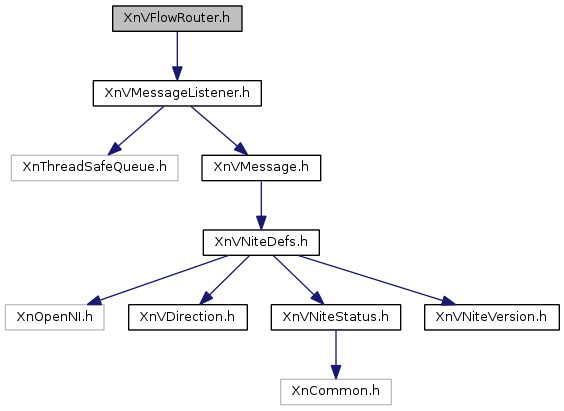 XnVFlowRouter.h
XnVMessageListener.h
XnThreadSafeQueue.h
XnVMessage.h
XnVNiteDefs.h
XnOpenNI.h
XnVDirection.h
XnVNiteStatus.h
XnVNiteVersion.h
XnCommon.h